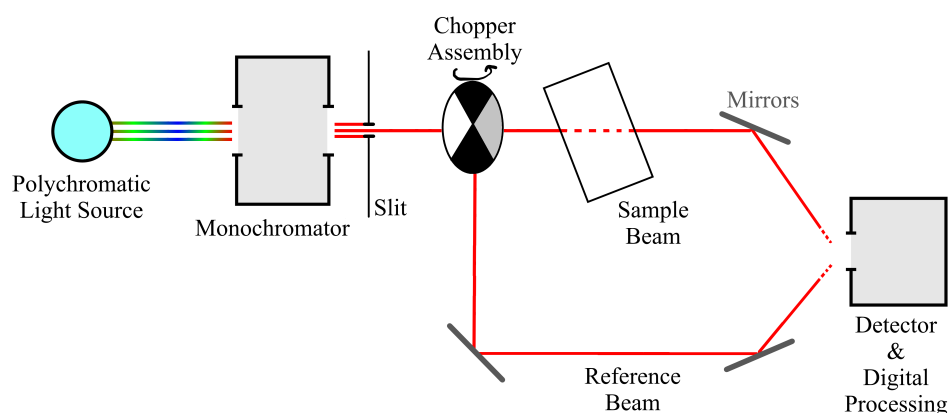 Chopper
Assembly
Mirrors
Polychromatic
Light Source
Monochromator
Slit
Sample
Beam
Reference
Beam
Detector
&
Digital
Processing